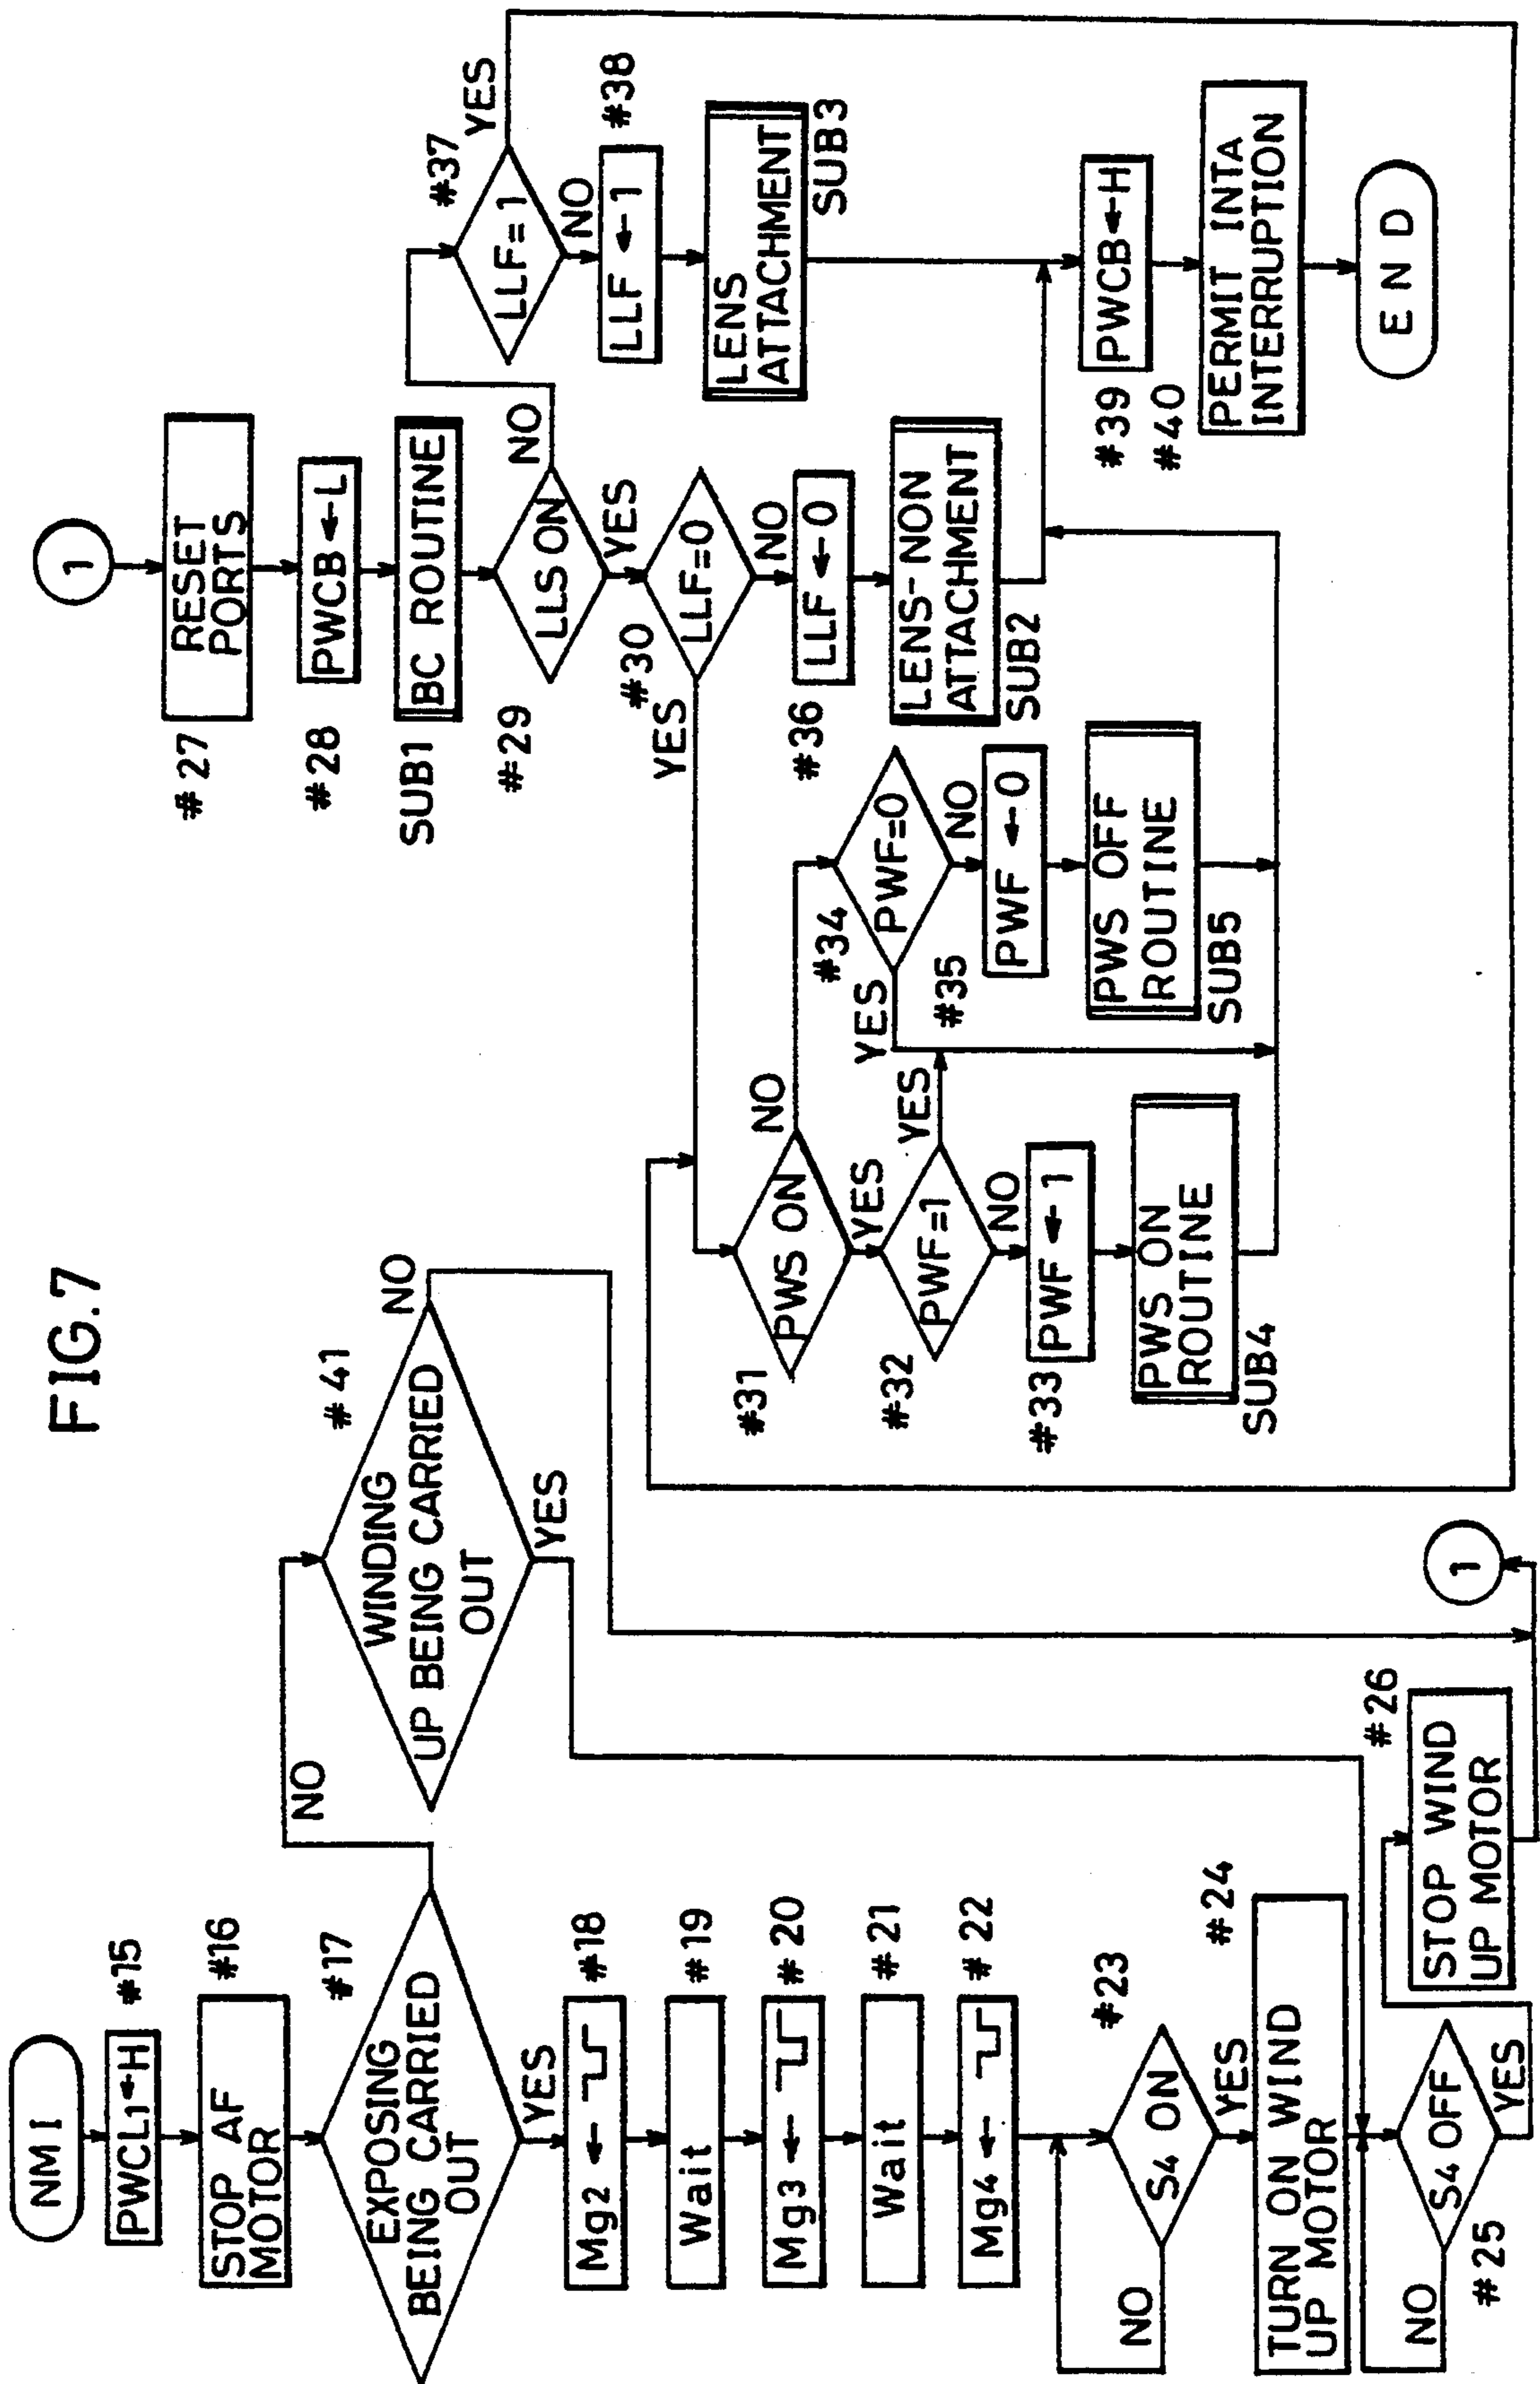 FIG.7
NMI
PWCL1←H
#15
STOP AF
MOTOR
#16
EXPOSING
BEING CARRIED
OUT
#17
NO
YES
Mg2 ←
#18
Wait
#19
Mg3 ←
#20
Wait
#21
Mg4 ←
#22
S4 ON
#23
NO
YES
TURN ON WIND
UP MOTOR
#24
S4 OFF
#25
NO
YES
STOP WIND
UP MOTOR
#26
1
WINDING
UP BEING CARRIED
OUT
#41
NO
YES
1
RESET
PORTS
#27
PWCB←L
#28
BC ROUTINE
SUB1
LLS ON
#29
NO
YES
LLF=0
#30
YES
NO
PWS ON
#31
NO
YES
PWF=1
#32
YES
NO
PWF←1
#33
PWS ON
ROUTINE
SUB4
PWF=0
#34
YES
NO
PWF←0
#35
PWS OFF
ROUTINE
SUB5
LLF←0
#36
LENS-NON
ATTACHMENT
SUB2
LLF=1
#37
YES
NO
LLF←1
#38
LENS
ATTACHMENT
SUB3
PWCB←H
#39
PERMIT INTA
INTERRUPTION
#40
END